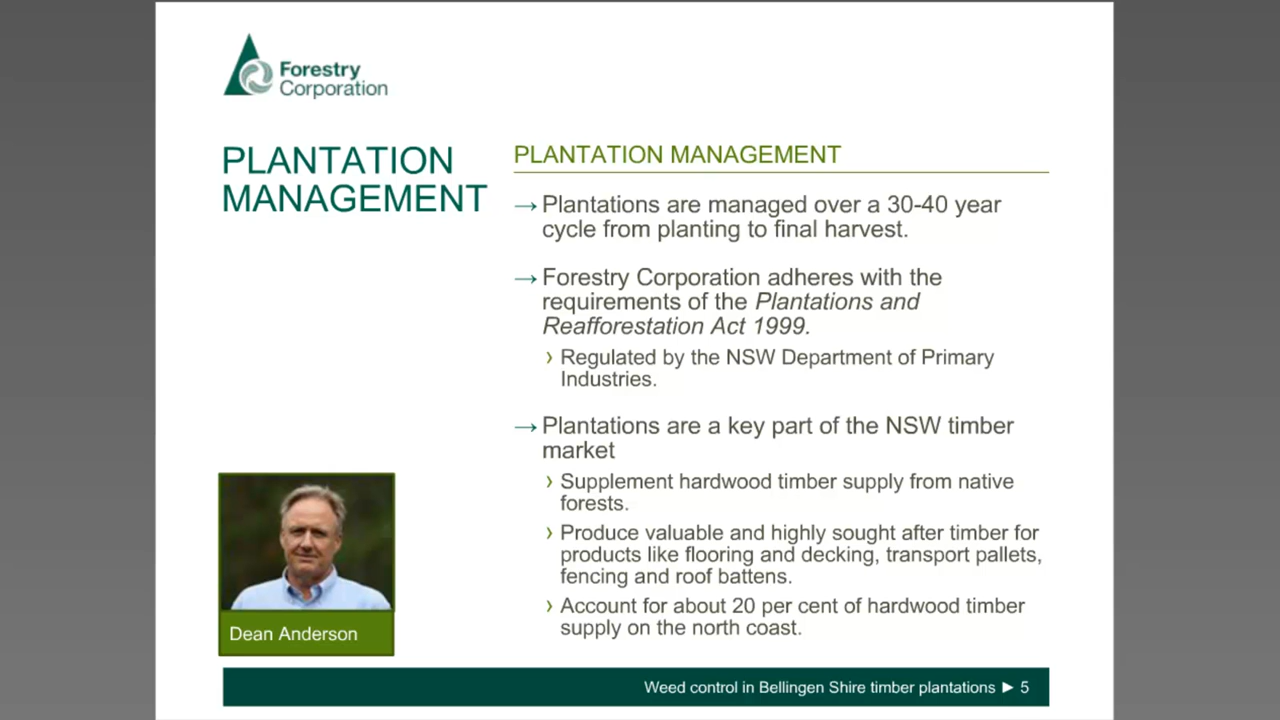 Forestry
Corporation
PLANTATION
MANAGEMENT
PLANTATION MANAGEMENT
→ Plantations are managed over a 30-40 year
cycle from planting to final harvest.
→ Forestry Corporation adheres with the
requirements of the Plantations and
Reafforestation Act 1999.
› Regulated by the NSW Department of Primary
Industries.
→ Plantations are a key part of the NSW timber
market
› Supplement hardwood timber supply from native
forests.
› Produce valuable and highly sought after timber for
products like flooring and decking, transport pallets,
fencing and roof battens.
› Account for about 20 per cent of hardwood timber
supply on the north coast.
Dean Anderson
Weed control in Bellingen Shire timber plantations ► 5